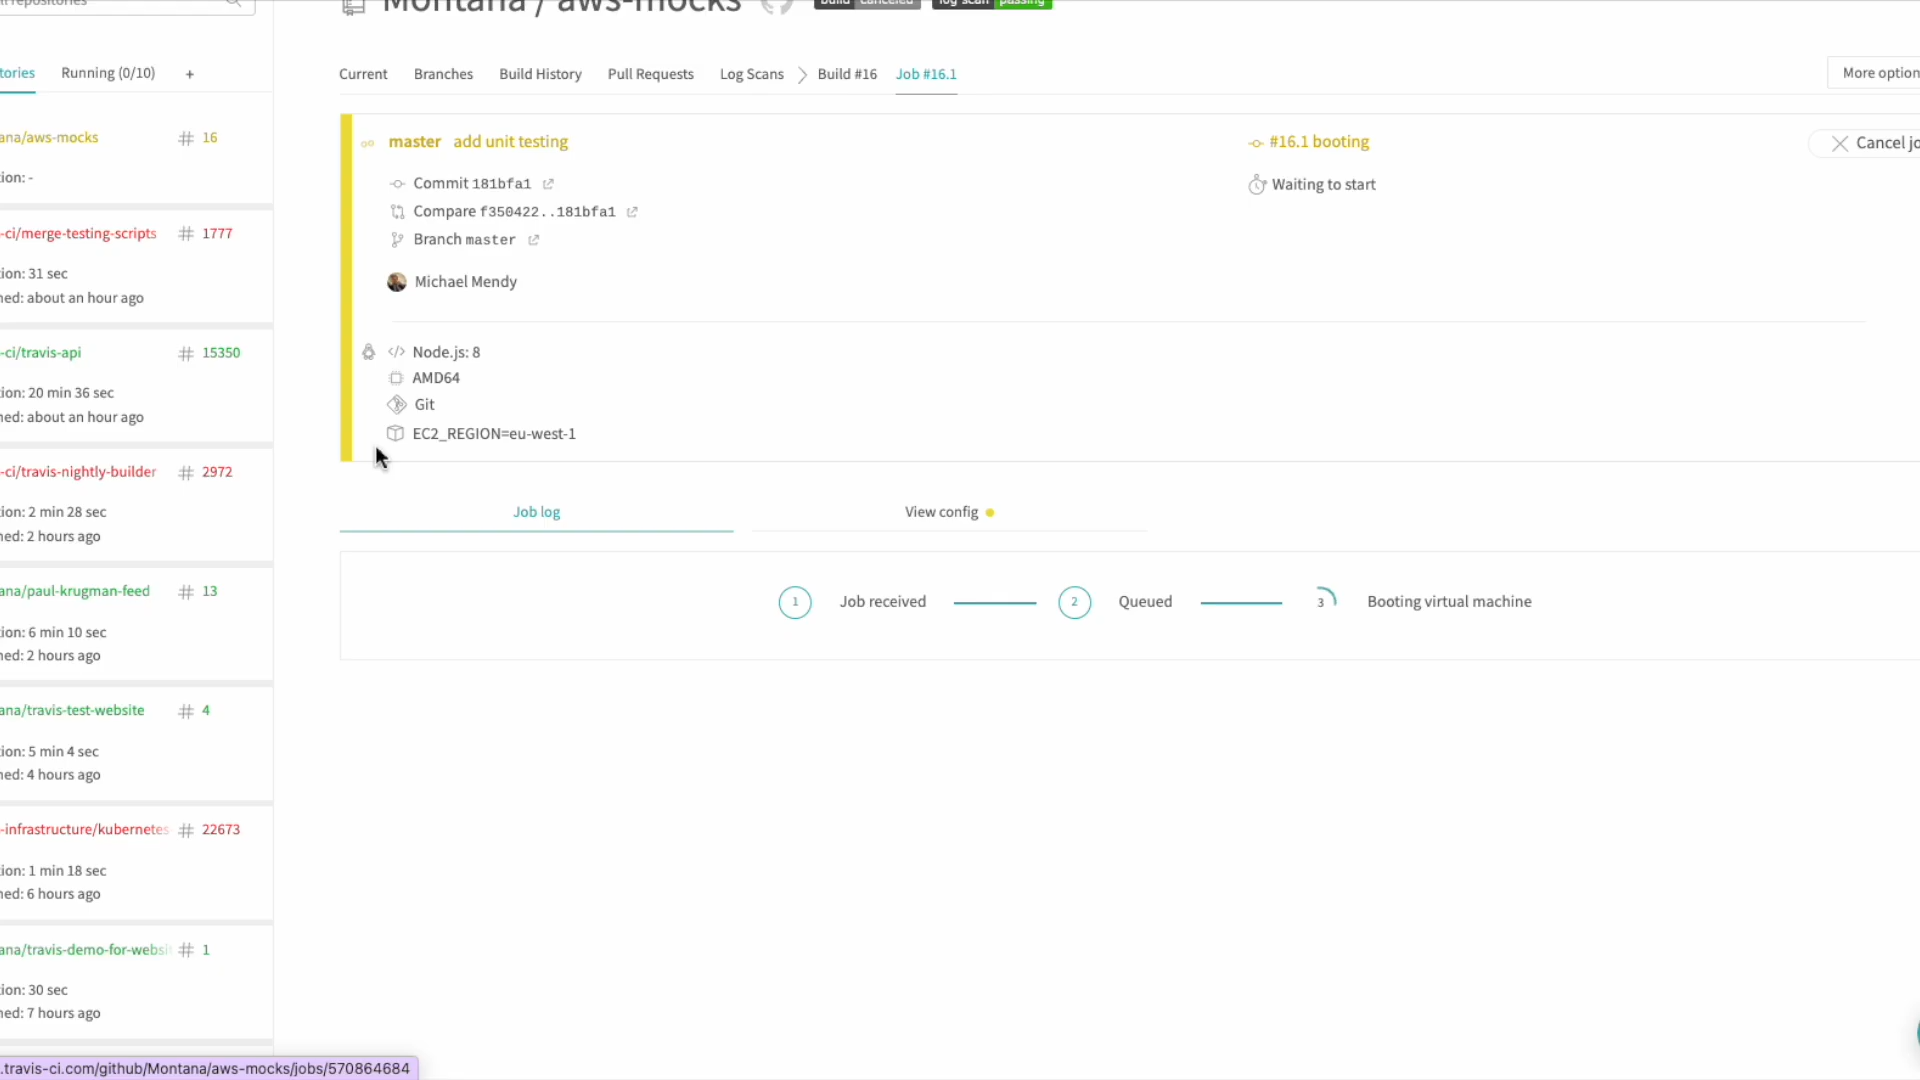 Montana / aws-mocks
build canceled log scan passing
repositories
tories Running (0/10) +
Current Branches Build History Pull Requests Log Scans Build #16 Job #16.1
More option
ana/aws-mocks # 16
ion: -
-ci/merge-testing-scripts # 1777
ion: 31 sec
ned: about an hour ago
-ci/travis-api # 15350
ion: 20 min 36 sec
ned: about an hour ago
-ci/travis-nightly-builder # 2972
ion: 2 min 28 sec
ned: 2 hours ago
ana/paul-krugman-feed # 13
ion: 6 min 10 sec
ned: 2 hours ago
ana/travis-test-website # 4
ion: 5 min 4 sec
ned: 4 hours ago
-infrastructure/kubernetes- # 22673
ion: 1 min 18 sec
ned: 6 hours ago
ana/travis-demo-for-websi # 1
ion: 30 sec
ned: 7 hours ago
master add unit testing
#16.1 booting
Cancel jo
Commit 181bfa1
Waiting to start
Compare f350422..181bfa1
Branch master
Michael Mendy
</> Node.js: 8
AMD64
Git
EC2_REGION=eu-west-1
Job log
View config
1 Job received 2 Queued 3 Booting virtual machine
.travis-ci.com/github/Montana/aws-mocks/jobs/570864684